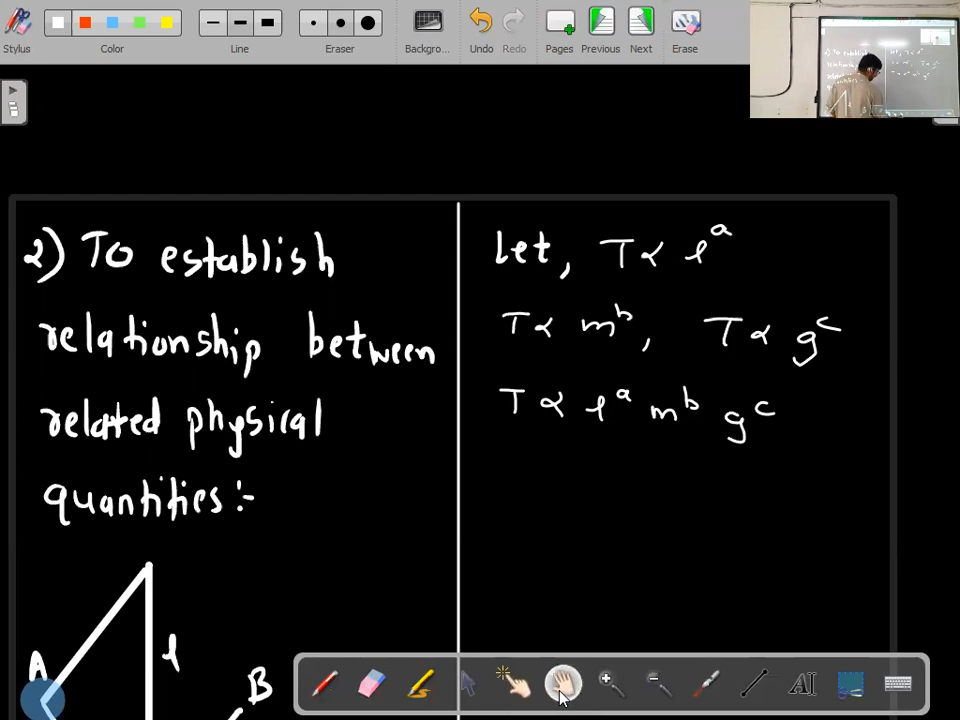 Stylus
Color
Line
Eraser
Backgro...
Undo
Redo
Pages
Previous
Next
Erase
2) To establish
relationship between
related physical
quantities :-
A
l
B
Let, T ∝ l^a
T ∝ m^b, T ∝ g^c
T ∝ l^a m^b g^c
AI